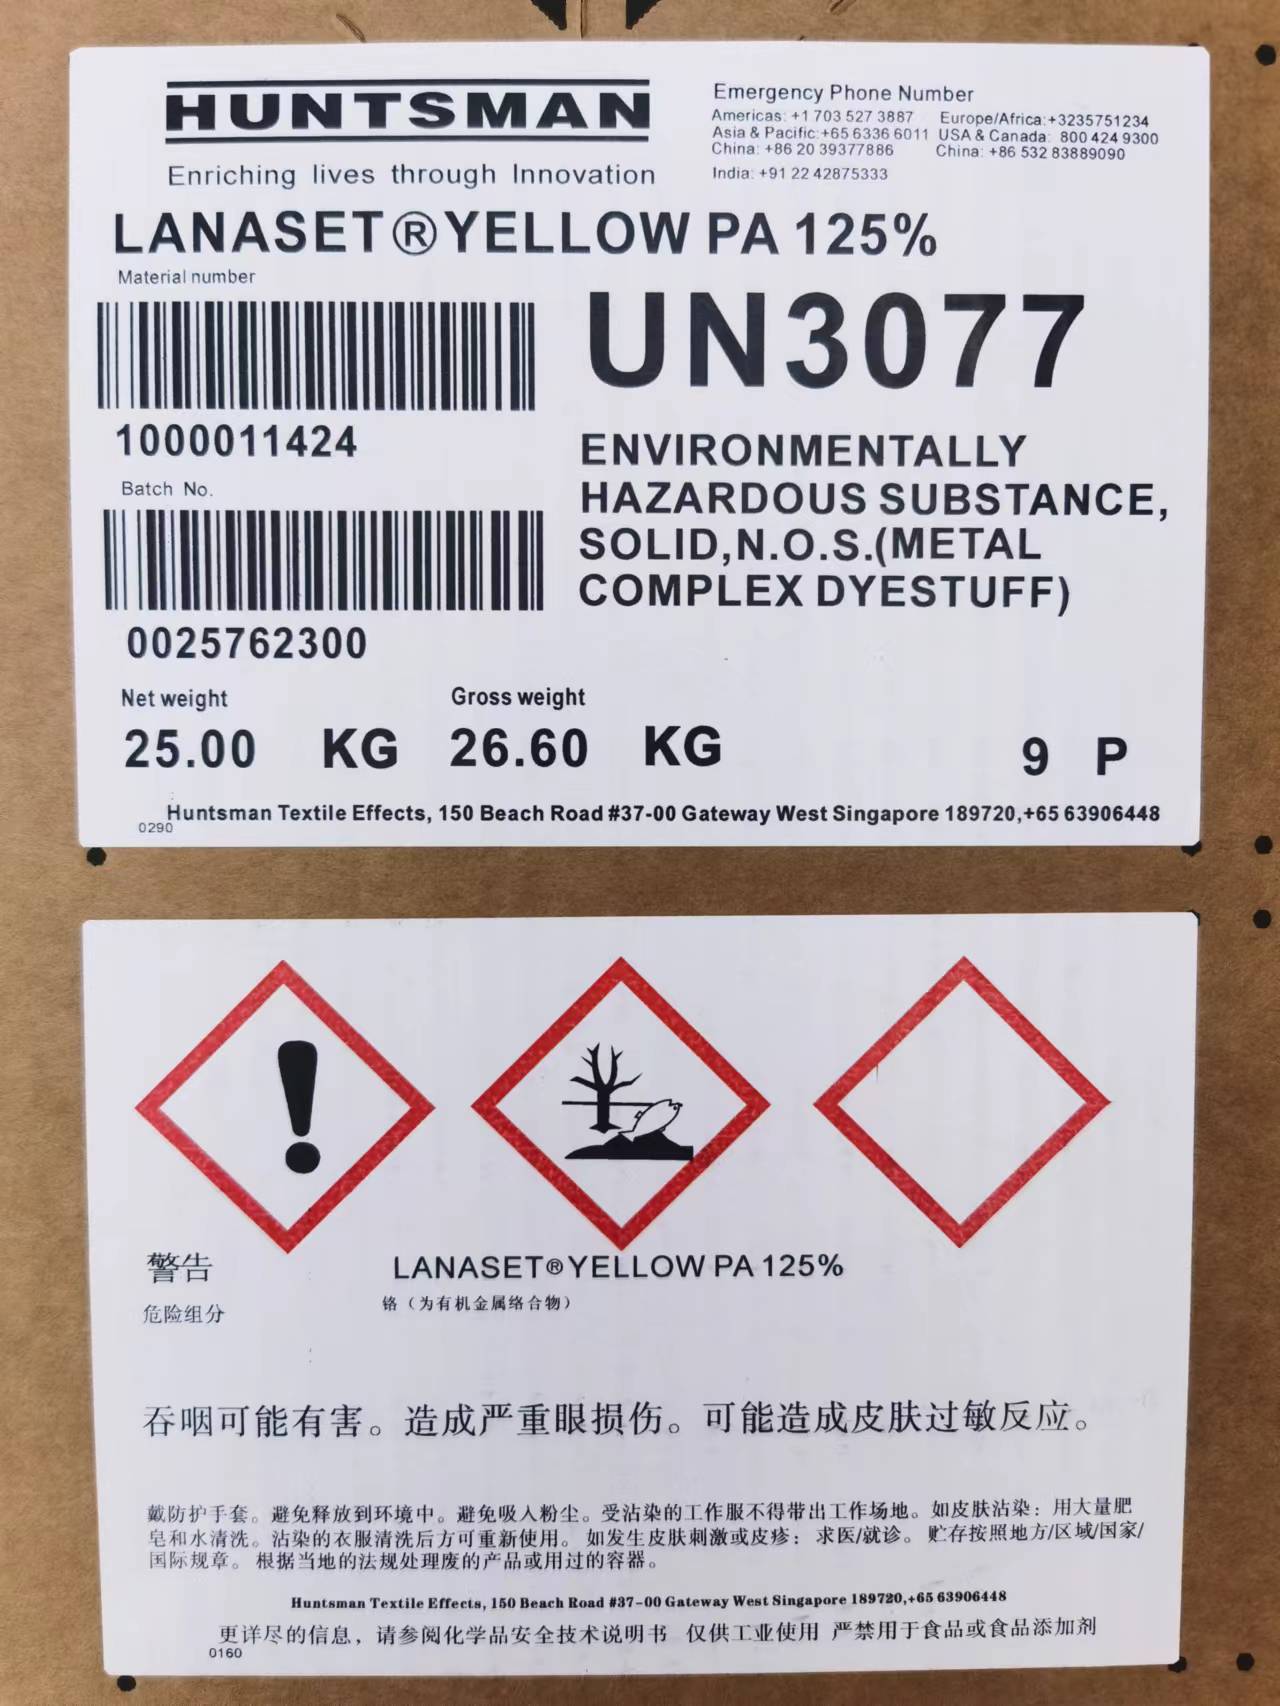 HUNTSMAN
Enriching lives through Innovation
Emergency Phone Number
Americas: +1 703 527 3887 Europe/Africa:+3235751234
Asia & Pacific:+65 6336 6011 USA & Canada: 800 424 9300
China: +86 20 39377886 China: +86 532 83889090
India: +91 22 42875333
LANASET®YELLOW PA 125%
Material number
1000011424
Batch No.
0025762300
UN3077
ENVIRONMENTALLY
HAZARDOUS SUBSTANCE,
SOLID,N.O.S.(METAL
COMPLEX DYESTUFF)
Net weight Gross weight
25.00 KG 26.60 KG
9 P
Huntsman Textile Effects, 150 Beach Road #37-00 Gateway West Singapore 189720,+65 63906448
0290
警告 LANASET®YELLOW PA 125%
危险组分 铬（为有机金属络合物）
吞咽可能有害。造成严重眼损伤。可能造成皮肤过敏反应。
戴防护手套。避免释放到环境中。避免吸入粉尘。受沾染的工作服不得带出工作场地。如皮肤沾染：用大量肥
皂和水清洗。沾染的衣服清洗后方可重新使用。如发生皮肤刺激或皮疹：求医/就诊。贮存按照地方/区域/国家/
国际规章。根据当地的法规处理废的产品或用过的容器。
Huntsman Textile Effects, 150 Beach Road #37-00 Gateway West Singapore 189720,+65 63906448
更详尽的信息，请参阅化学品安全技术说明书 仅供工业使用 严禁用于食品或食品添加剂
0160